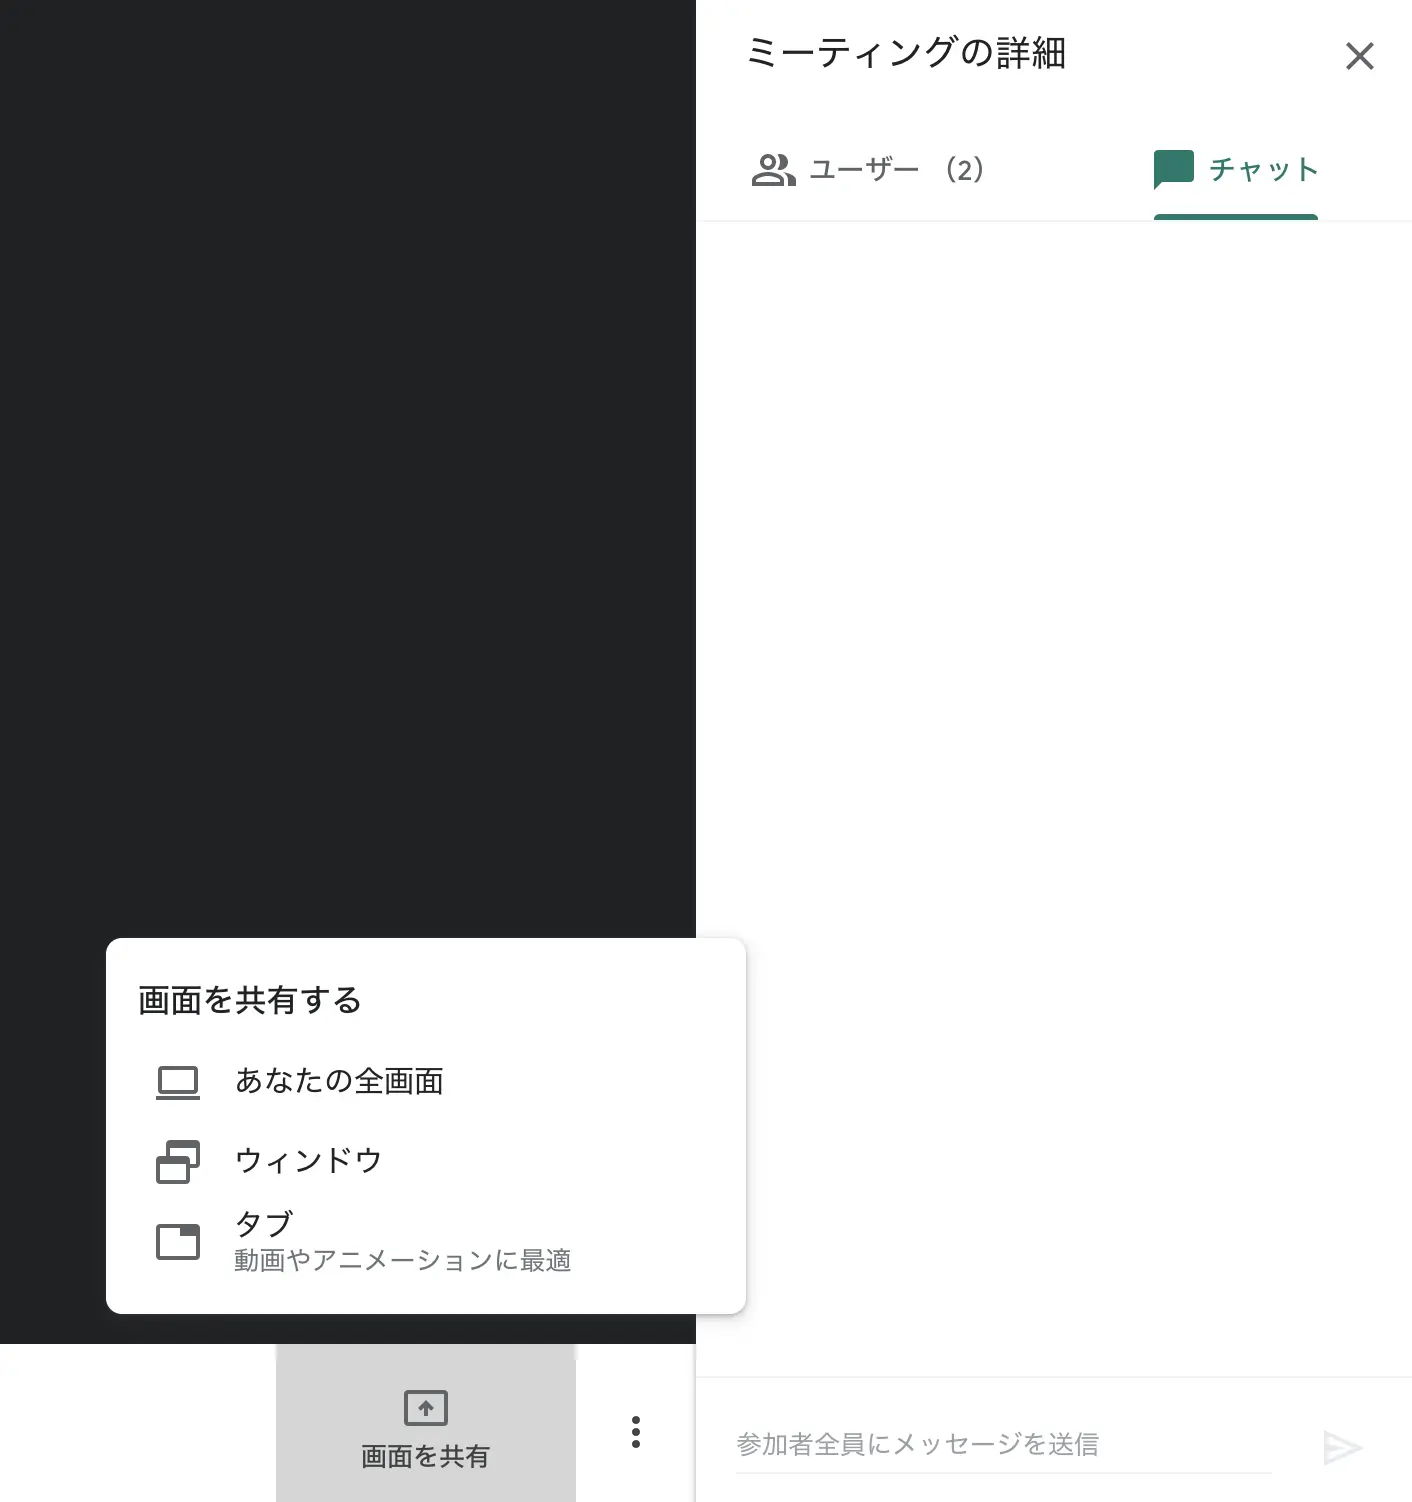 ミーティングの詳細
ユーザー （2）
チャット
画面を共有する
あなたの全画面
ウィンドウ
タブ
動画やアニメーションに最適
画面を共有
参加者全員にメッセージを送信